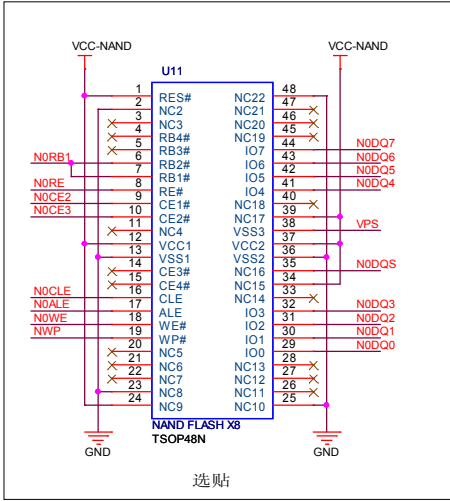 VCC-NAND VCC-NAND
U11
1 RES# NC22 48
2 NC2 NC21 47
3 NC3 NC20 46
4 RB4# NC19 45
5 RB3# IO7 44 N0DQ7
N0RB1 6 RB2# IO6 43 N0DQ6
7 RB1# IO5 42 N0DQ5
N0RE 8 RE# IO4 41 N0DQ4
N0CE2 9 CE1# NC18 40
N0CE3 10 CE2# NC17 39
11 NC4 VSS3 38 VPS
12 VCC1 VCC2 37
13 VSS1 VSS2 36
14 CE3# NC16 35 N0DQS
15 CE4# NC15 34
N0CLE 16 CLE NC14 33
N0ALE 17 ALE IO3 32 N0DQ3
N0WE 18 WE# IO2 31 N0DQ2
NWP 19 WP# IO1 30 N0DQ1
20 NC5 IO0 29 N0DQ0
21 NC6 NC13 28
22 NC7 NC12 27
23 NC8 NC11 26
24 NC9 NC10 25
NAND FLASH X8
TSOP48N
GND GND
选贴